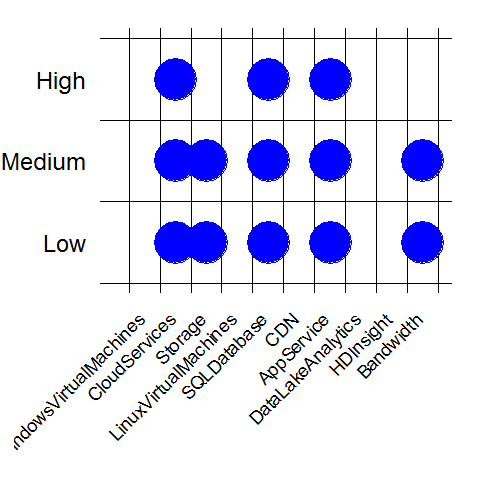 High
Medium
Low
ndowsVirtualMachines
CloudServices
Storage
LinuxVirtualMachines
SQLDatabase
CDN
AppService
DataLakeAnalytics
HDInsight
Bandwidth